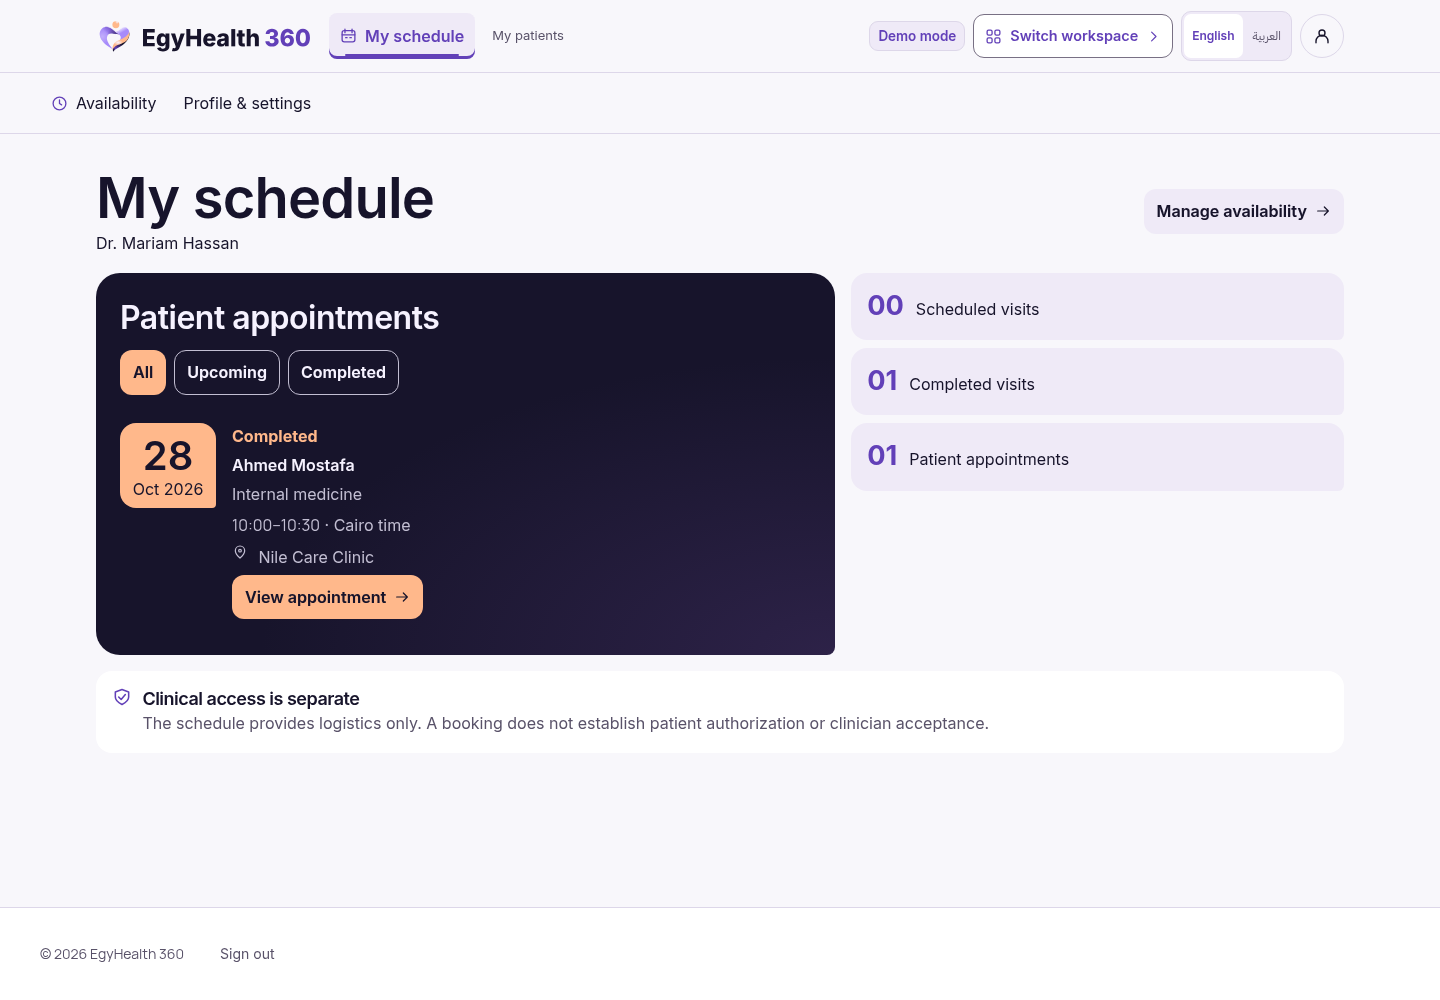 EgyHealth 360
My schedule
My patients
Demo mode
Switch workspace
English
العربية
Availability
Profile & settings
My schedule
Dr. Mariam Hassan
Manage availability
Patient appointments
All
Upcoming
Completed
28
Oct 2026
Completed
Ahmed Mostafa
Internal medicine
10:00–10:30 · Cairo time
Nile Care Clinic
View appointment
00 Scheduled visits
01 Completed visits
01 Patient appointments
Clinical access is separate
The schedule provides logistics only. A booking does not establish patient authorization or clinician acceptance.
© 2026 EgyHealth 360
Sign out